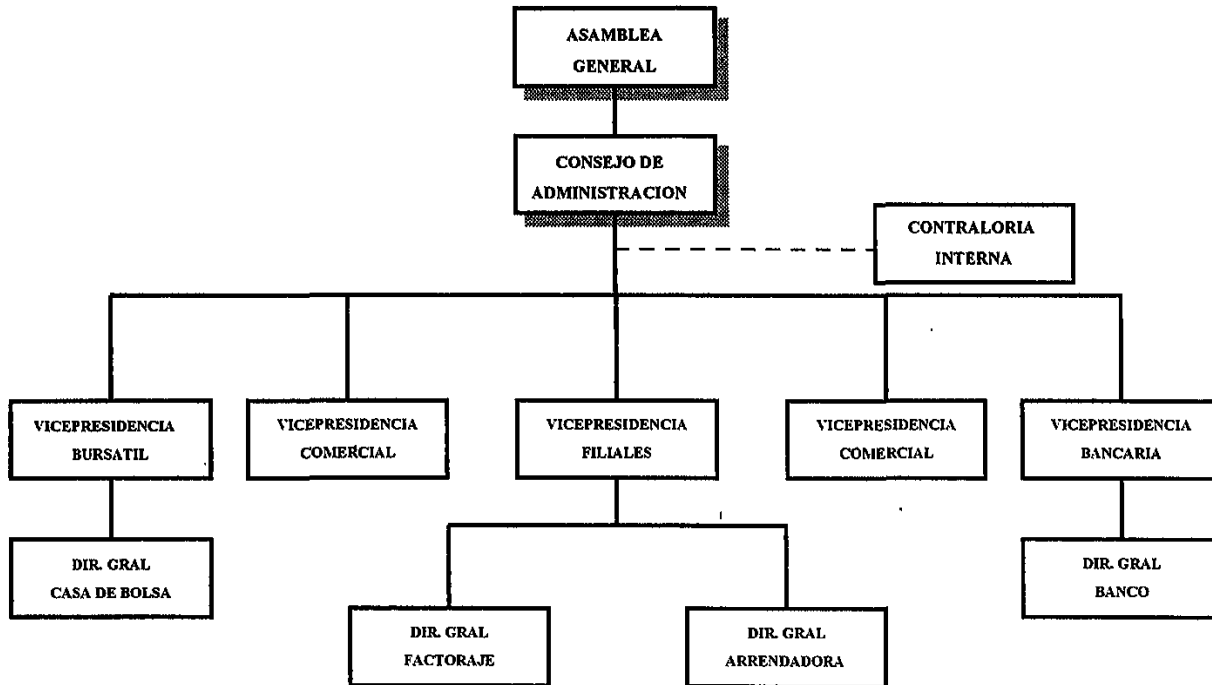 ASAMBLEA
GENERAL
CONSEJO DE
ADMINISTRACION
CONTRALORIA
INTERNA
VICEPRESIDENCIA
BURSATIL
VICEPRESIDENCIA
COMERCIAL
VICEPRESIDENCIA
FILIALES
VICEPRESIDENCIA
COMERCIAL
VICEPRESIDENCIA
BANCARIA
DIR. GRAL
CASA DE BOLSA
DIR. GRAL
BANCO
DIR. GRAL
FACTORAJE
DIR. GRAL
ARRENDADORA